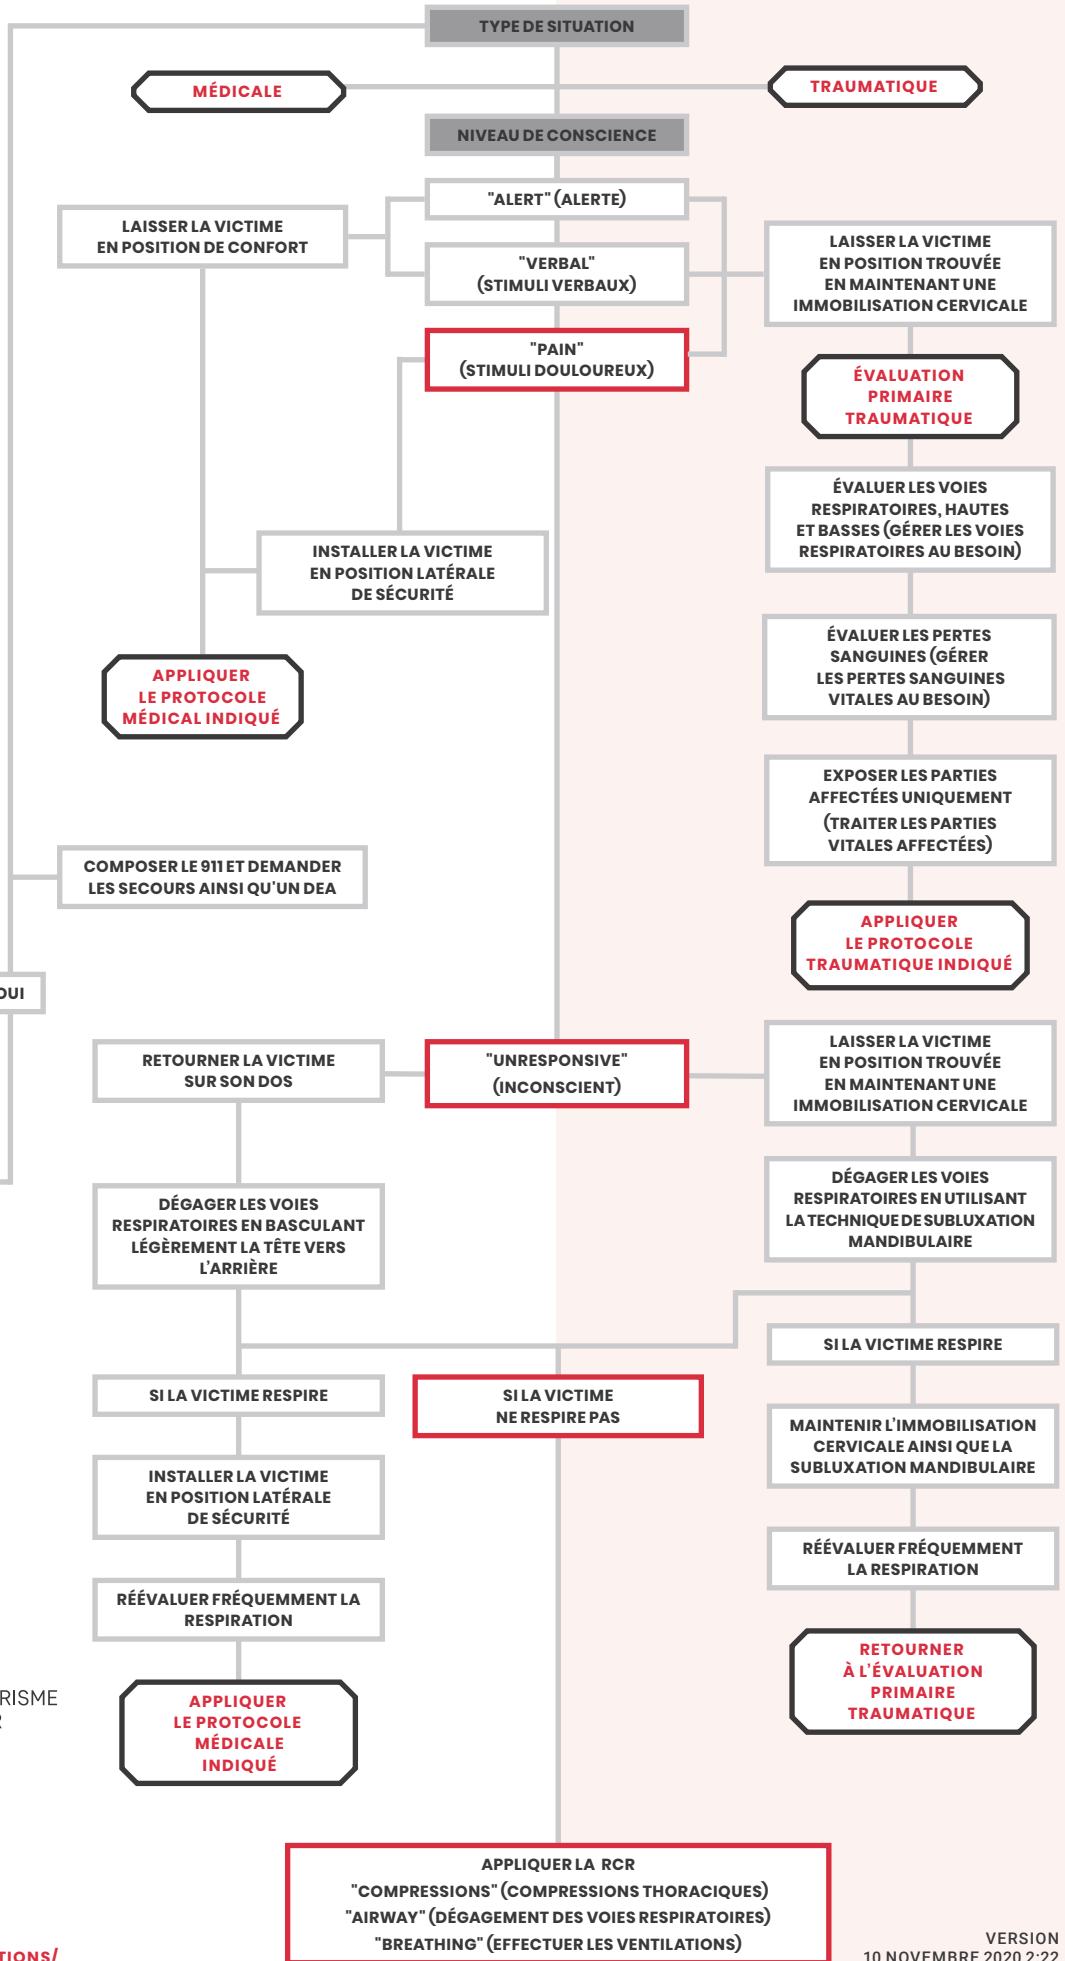 TYPE DE SITUATION
MÉDICALE
TRAUMATIQUE
NIVEAU DE CONSCIENCE
"ALERT" (ALERTE)
LAISSER LA VICTIME
EN POSITION DE CONFORT
"VERBAL"
(STIMULI VERBAUX)
LAISSER LA VICTIME
EN POSITION TROUVÉE
EN MAINTENANT UNE
IMMOBILISATION CERVICALE
"PAIN"
(STIMULI DOULOUREUX)
ÉVALUATION
PRIMAIRE
TRAUMATIQUE
ÉVALUER LES VOIES
RESPIRATOIRES, HAUTES
ET BASSES (GÉRER LES VOIES
RESPIRATOIRES AU BESOIN)
INSTALLER LA VICTIME
EN POSITION LATÉRALE
DE SÉCURITÉ
ÉVALUER LES PERTES
SANGUINES (GÉRER
LES PERTES SANGUINES
VITALES AU BESOIN)
APPLIQUER
LE PROTOCOLE
MÉDICAL INDIQUÉ
EXPOSER LES PARTIES
AFFECTÉES UNIQUEMENT
(TRAITER LES PARTIES
VITALES AFFECTÉES)
COMPOSER LE 911 ET DEMANDER
LES SECOURS AINSI QU'UN DEA
APPLIQUER
LE PROTOCOLE
TRAUMATIQUE INDIQUÉ
OUI
RETOURNER LA VICTIME
SUR SON DOS
"UNRESPONSIVE"
(INCONSCIENT)
LAISSER LA VICTIME
EN POSITION TROUVÉE
EN MAINTENANT UNE
IMMOBILISATION CERVICALE
DÉGAGER LES VOIES
RESPIRATOIRES EN BASCULANT
LÉGÈREMENT LA TÊTE VERS
L'ARRIÈRE
DÉGAGER LES VOIES
RESPIRATOIRES EN UTILISANT
LA TECHNIQUE DE SUBLUXATION
MANDIBULAIRE
SI LA VICTIME RESPIRE
SI LA VICTIME
NE RESPIRE PAS
SI LA VICTIME RESPIRE
MAINTENIR L'IMMOBILISATION
CERVICALE AINSI QUE LA
SUBLUXATION MANDIBULAIRE
INSTALLER LA VICTIME
EN POSITION LATÉRALE
DE SÉCURITÉ
RÉÉVALUER FRÉQUEMMENT
LA RESPIRATION
RÉÉVALUER FRÉQUEMMENT LA
RESPIRATION
RETOURNER
À L'ÉVALUATION
PRIMAIRE
TRAUMATIQUE
RISME
R
APPLIQUER
LE PROTOCOLE
MÉDICALE
INDIQUÉ
APPLIQUER LA RCR
"COMPRESSIONS" (COMPRESSIONS THORACIQUES)
"AIRWAY" (DÉGAGEMENT DES VOIES RESPIRATOIRES)
"BREATHING" (EFFECTUER LES VENTILATIONS)
TIONS/
VERSION
10 NOVEMBRE 2020 2:22